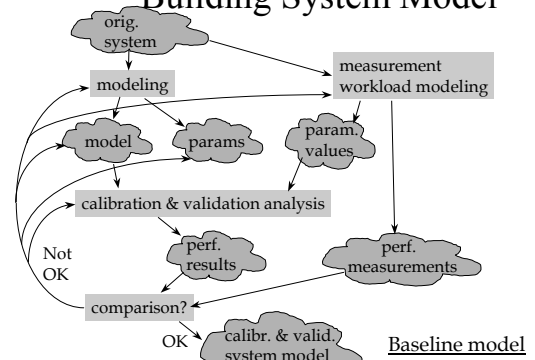 Building System Model
orig.
system
measurement
workload modeling
modeling
model
params
param.
values
calibration & validation analysis
perf.
results
perf.
measurements
Not
OK
comparison?
OK
calibr. & valid.
system model
Baseline model